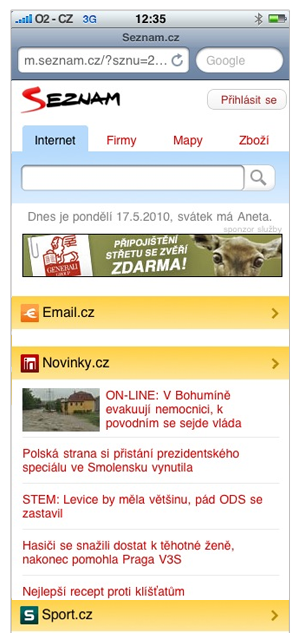 O2 - CZ 3G 12:35
Seznam.cz
m.seznam.cz/?sznu=2... Google
SEZNAM Přihlásit se
Internet Firmy Mapy Zboží
Dnes je pondělí 17.5.2010, svátek má Aneta.
sponzor služby
GENERALI
GROUP
PŘIPOJIŠTĚNÍ
STŘETU SE ZVĚŘÍ
ZDARMA!
Email.cz
Novinky.cz
ON-LINE: V Bohumíně
evakuují nemocnici, k
povodním se sejde vláda
Polská strana si přistání prezidentského
speciálu ve Smolensku vynutila
STEM: Levice by měla většinu, pád ODS se
zastavil
Hasiči se snažili dostat k těhotné ženě,
nakonec pomohla Praga V3S
Nejlepší recept proti klíšťatům
S Sport.cz